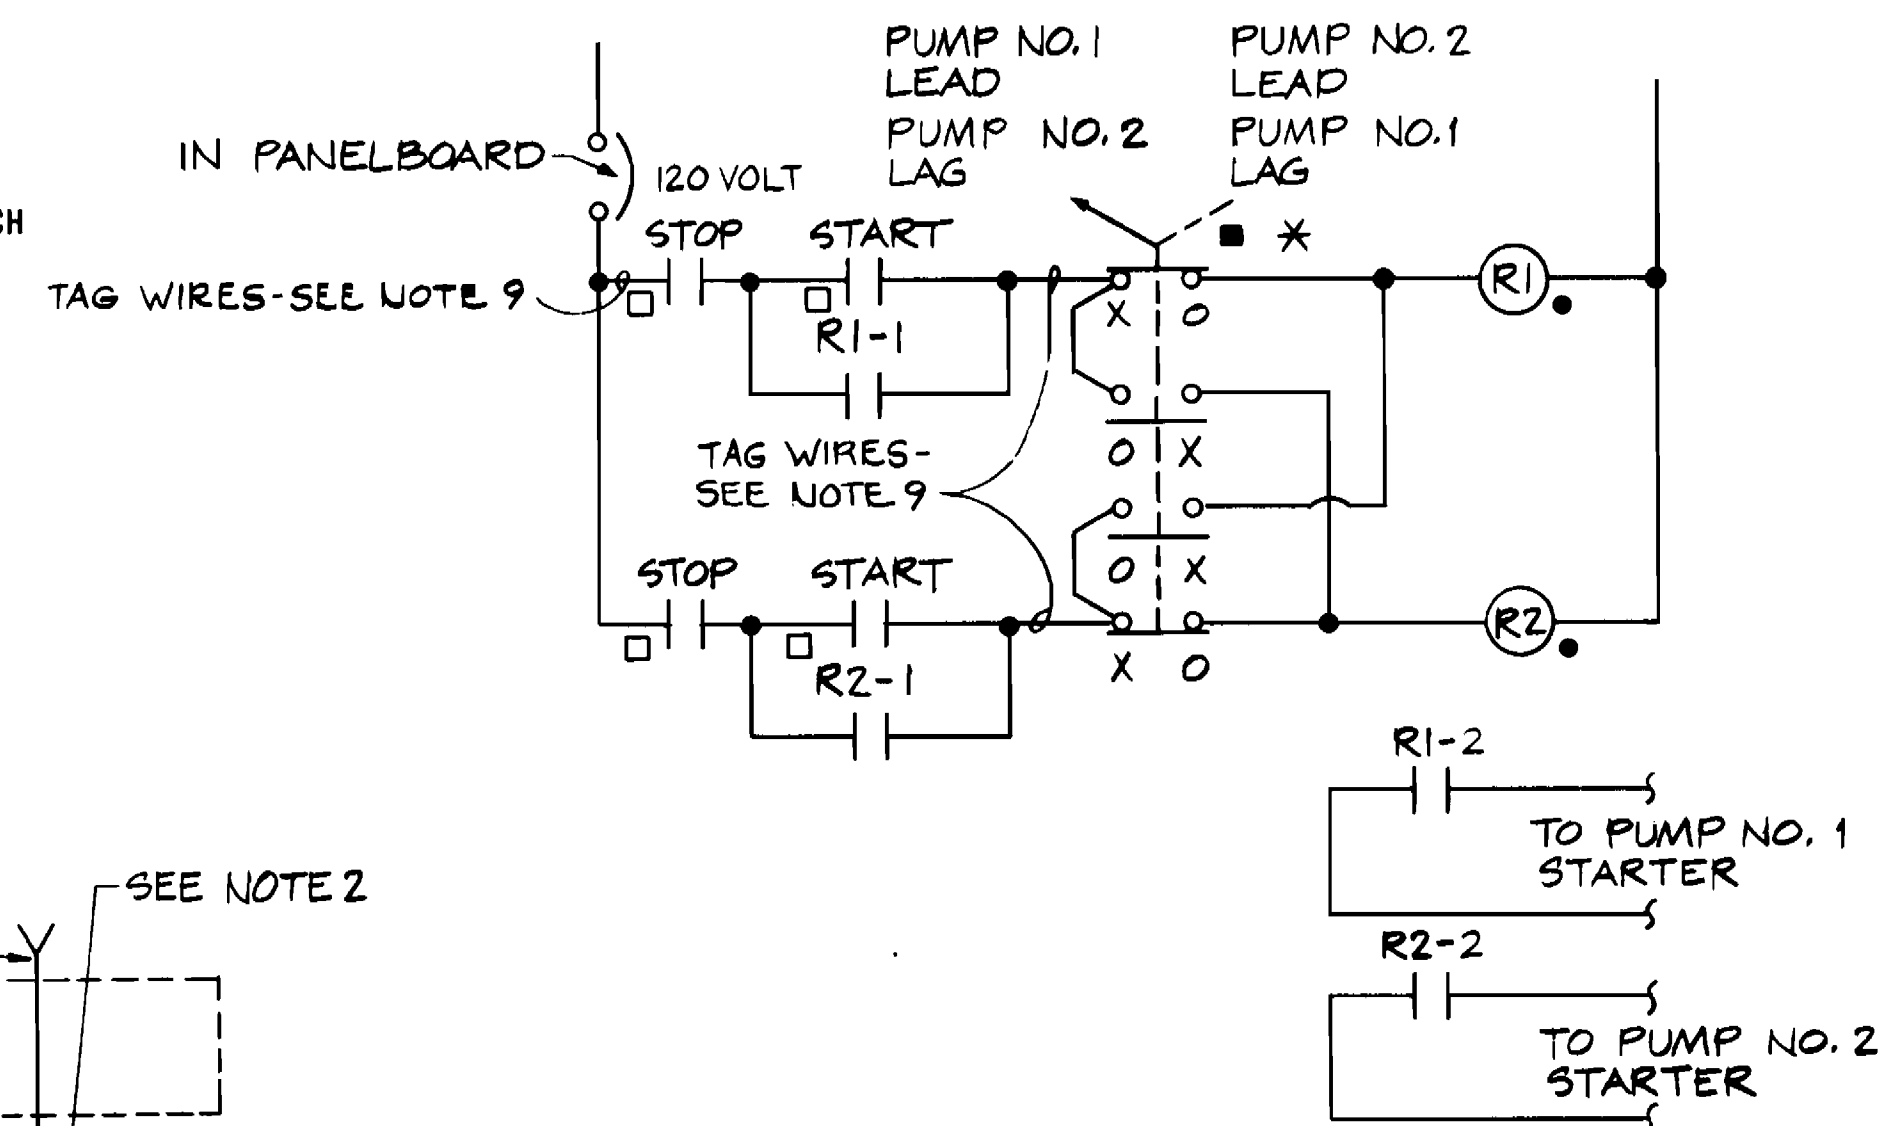 PUMP NO. 1
LEAD
PUMP NO. 2
LAG
PUMP NO. 2
LEAD
PUMP NO. 1
LAG
IN PANELBOARD
120 VOLT
CH
STOP
START
TAG WIRES-SEE NOTE 9
R1-1
X O
R1
TAG WIRES-
SEE NOTE 9
O X
STOP
START
O X
R2-1
X O
R2
R1-2
TO PUMP NO. 1
STARTER
SEE NOTE 2
R2-2
TO PUMP NO. 2
STARTER